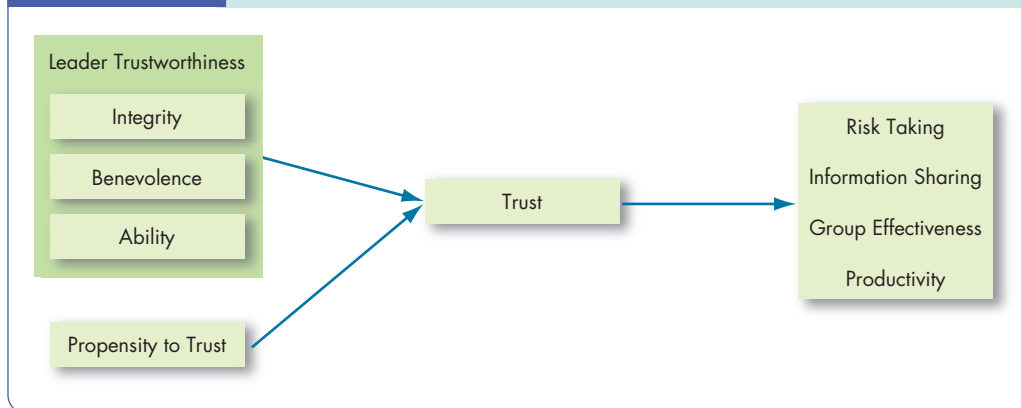 Leader Trustworthiness
Integrity
Benevolence
Ability
Propensity to Trust
Trust
Risk Taking
Information Sharing
Group Effectiveness
Productivity